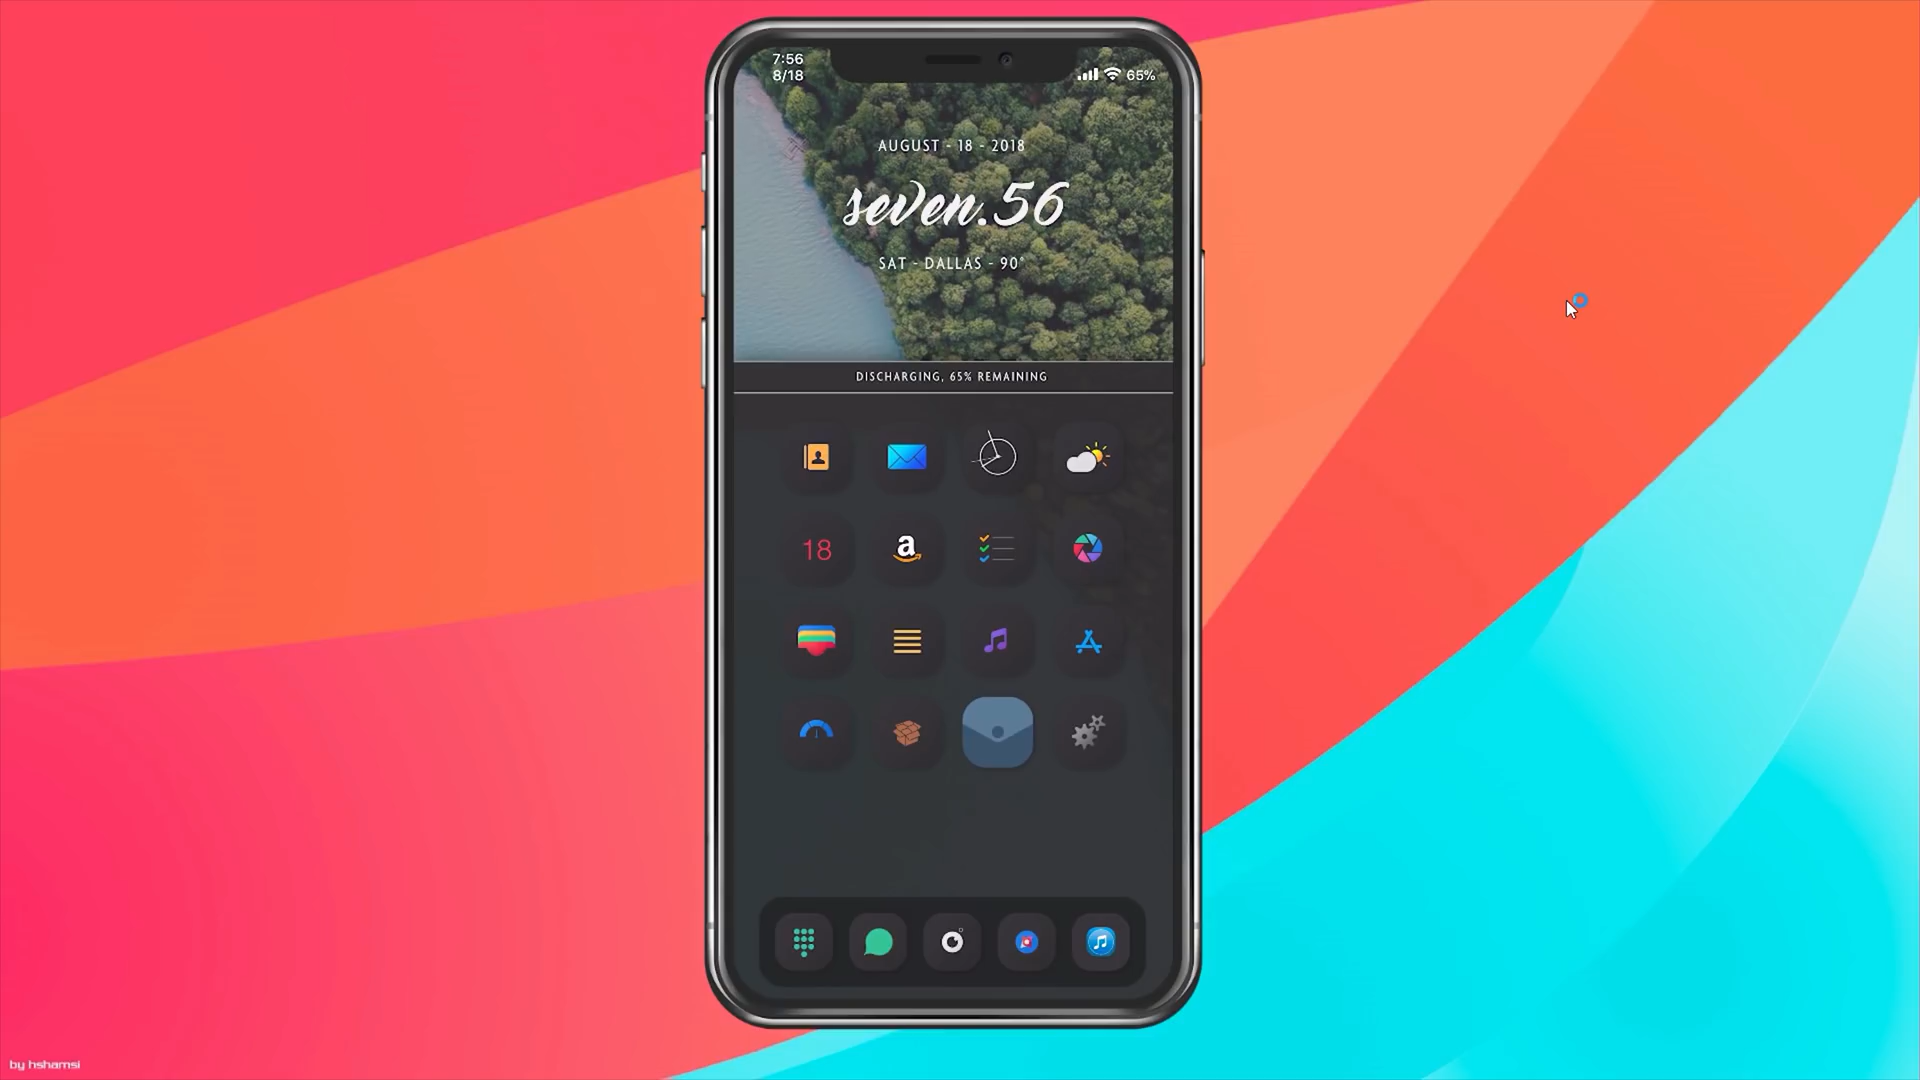 7:56
8/18
65%
AUGUST - 18 - 2018
seven.56
SAT - DALLAS - 90°
DISCHARGING, 65% REMAINING
18
a
by hshamsi